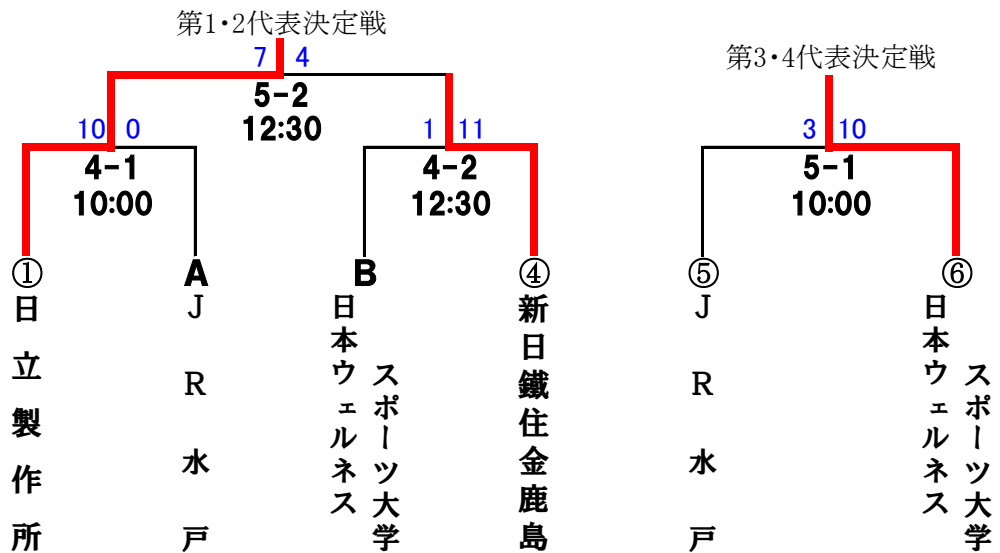 第1・2代表決定戦
7 4
5-2
12:30
10 0
4-1
10:00
1 11
4-2
12:30
①
日立製作所
A
JR水戸
B
日本ウェルネス
スポーツ大学
④
新日鐵住金鹿島
第3・4代表決定戦
3 10
5-1
10:00
⑤
JR水戸
⑥
日本ウェルネス
スポーツ大学